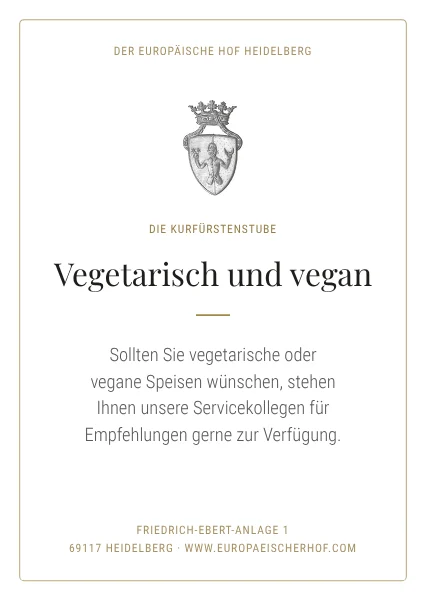 DER EUROPÄISCHE HOF HEIDELBERG
DIE KURFÜRSTENSTUBE
Vegetarisch und vegan
Sollten Sie vegetarische oder
vegane Speisen wünschen, stehen
Ihnen unsere Servicekollegen für
Empfehlungen gerne zur Verfügung.
FRIEDRICH-EBERT-ANLAGE 1
69117 HEIDELBERG · WWW.EUROPAEISCHERHOF.COM